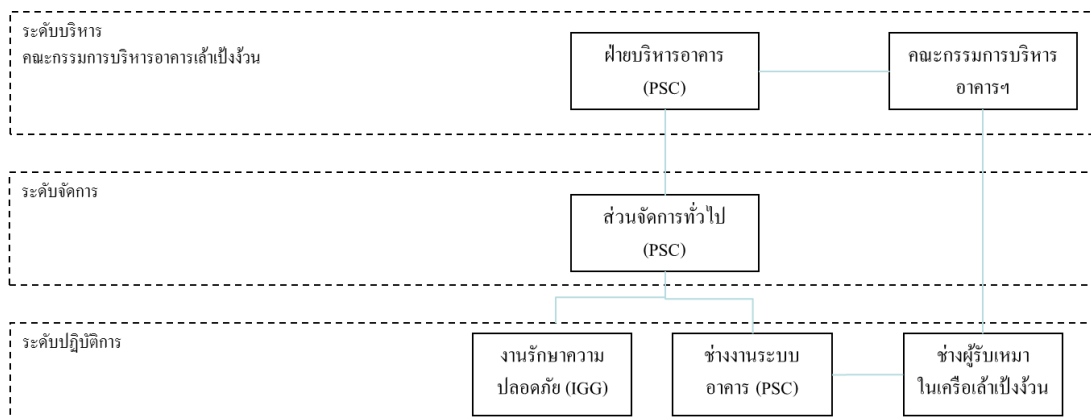 ระดับบริหาร
คณะกรรมการบริหารอาคารเล้าเป้งง้วน
ฝ่ายบริหารอาคาร
(PSC)
คณะกรรมการบริหาร
อาคารฯ
ระดับจัดการ
ส่วนจัดการทั่วไป
(PSC)
ระดับปฏิบัติการ
งานรักษาความ
ปลอดภัย (IGG)
ช่างงานระบบ
อาคาร (PSC)
ช่างผู้รับเหมา
ในเครือเล้าเป้งง้วน